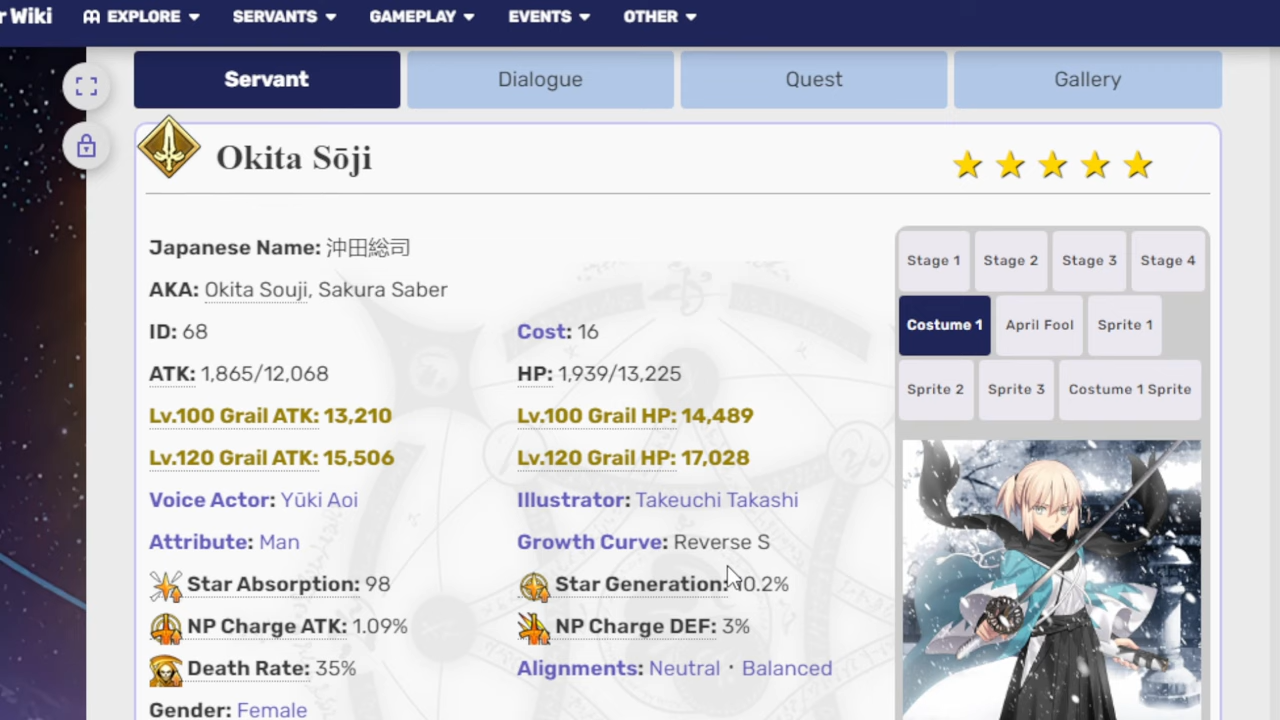 r Wiki EXPLORE SERVANTS GAMEPLAY EVENTS OTHER
Servant Dialogue Quest Gallery
Okita Sōji
Japanese Name: 沖田総司
AKA: Okita Souji, Sakura Saber
ID: 68 Cost: 16
ATK: 1,865/12,068 HP: 1,939/13,225
Lv.100 Grail ATK: 13,210 Lv.100 Grail HP: 14,489
Lv.120 Grail ATK: 15,506 Lv.120 Grail HP: 17,028
Voice Actor: Yūki Aoi Illustrator: Takeuchi Takashi
Attribute: Man Growth Curve: Reverse S
Star Absorption: 98 Star Generation: 0.2%
NP Charge ATK: 1.09% NP Charge DEF: 3%
Death Rate: 35% Alignments: Neutral・Balanced
Gender: Female
Stage 1 Stage 2 Stage 3 Stage 4
Costume 1 April Fool Sprite 1
Sprite 2 Sprite 3 Costume 1 Sprite